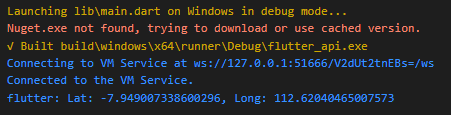 Launching lib\main.dart on Windows in debug mode...
Nuget.exe not found, trying to download or use cached version.
√ Built build\windows\x64\runner\Debug\flutter_api.exe
Connecting to VM Service at ws://127.0.0.1:51666/V2dUt2tnEBs=/ws
Connected to the VM Service.
flutter: Lat: -7.949007338600296, Long: 112.62040465007573